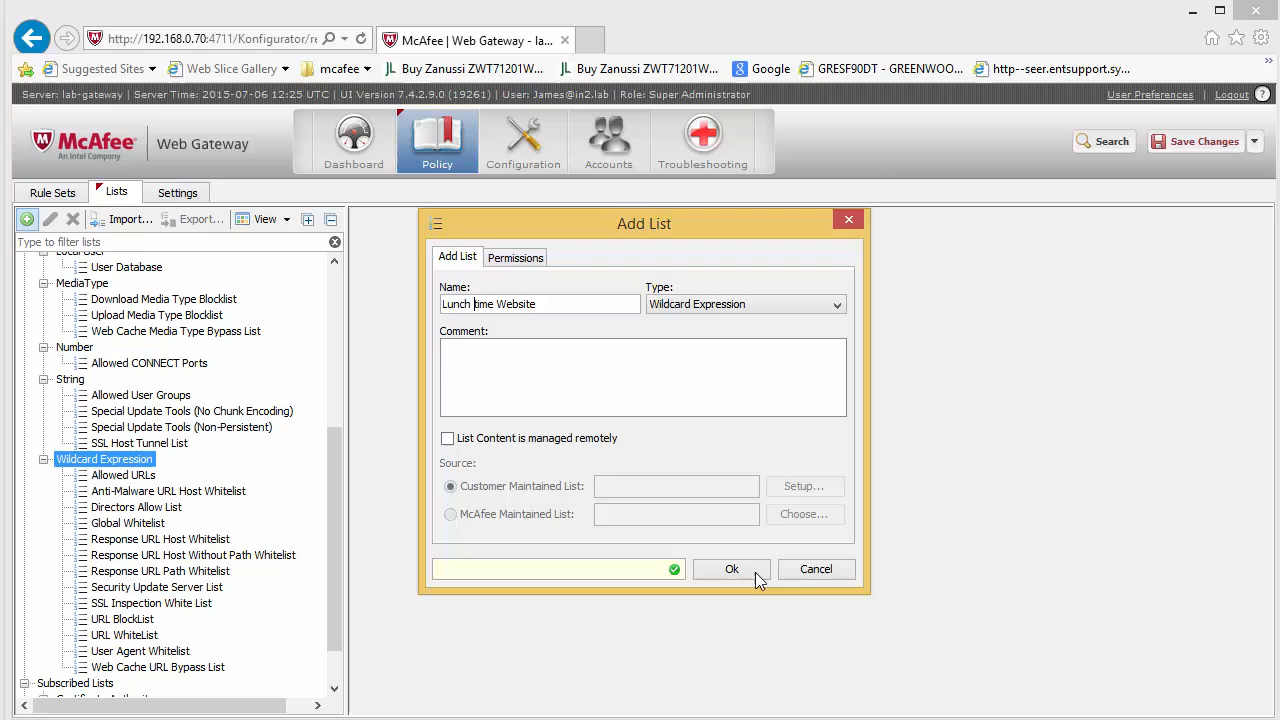 http://192.168.0.70:4711/Konfigurator/re
McAfee | Web Gateway - la...
Suggested Sites
Web Slice Gallery
mcafee
Buy Zanussi ZWT71201W...
Buy Zanussi ZWT71201W...
Google
GRESF90DT - GREENWOO...
http--seer.entsupport.sy...
Server: lab-gateway | Server Time: 2015-07-06 12:25 UTC | UI Version 7.4.2.9.0 (19261) | User: James@in2.lab | Role: Super Administrator
User Preferences | Logout ?
McAfee
An Intel Company
Web Gateway
Dashboard
Policy
Configuration
Accounts
Troubleshooting
Search
Save Changes
Rule Sets
Lists
Settings
Import...
Export...
View
Type to filter lists
User Database
MediaType
Download Media Type Blocklist
Upload Media Type Blocklist
Web Cache Media Type Bypass List
Number
Allowed CONNECT Ports
String
Allowed User Groups
Special Update Tools (No Chunk Encoding)
Special Update Tools (Non-Persistent)
SSL Host Tunnel List
Wildcard Expression
Allowed URLs
Anti-Malware URL Host Whitelist
Directors Allow List
Global Whitelist
Response URL Host Whitelist
Response URL Host Without Path Whitelist
Response URL Path Whitelist
Security Update Server List
SSL Inspection White List
URL BlockList
URL WhiteList
User Agent Whitelist
Web Cache URL Bypass List
Subscribed Lists
Add List
Add List
Permissions
Name:
Type:
Lunch time Website
Wildcard Expression
Comment:
List Content is managed remotely
Source:
Customer Maintained List:
Setup...
McAfee Maintained List:
Choose...
Ok
Cancel